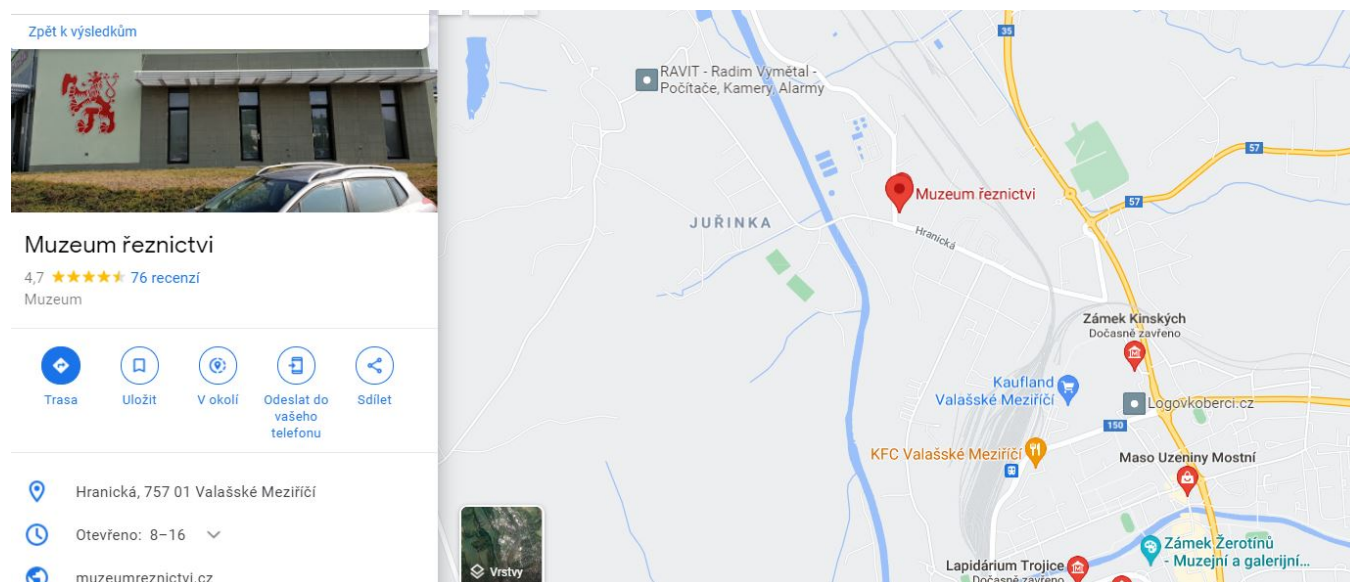 Zpět k výsledkům
Muzeum řeznictvi
4,7
76 recenzí
Muzeum
Trasa
Uložit
V okolí
Odeslat do
vašeho
telefonu
Sdílet
Hranická, 757 01 Valašské Meziříčí
Otevřeno: 8–16
muzeumreznictvi.cz
35
RAVIT - Radim Vymětal -
Počítače, Kamery, Alarmy
57
Muzeum řeznictvi
57
JUŘINKA
Hranická
Zámek Kinských
Dočasně zavřeno
Kaufland
Valašské Meziříčí
Logovkoberci.cz
150
KFC Valašské Meziříčí
Maso Uzeniny Mostní
Zámek Žerotínů
- Muzejní a galerijní...
Lapidárium Trojice
Dočasně zavřeno
Vrstvy